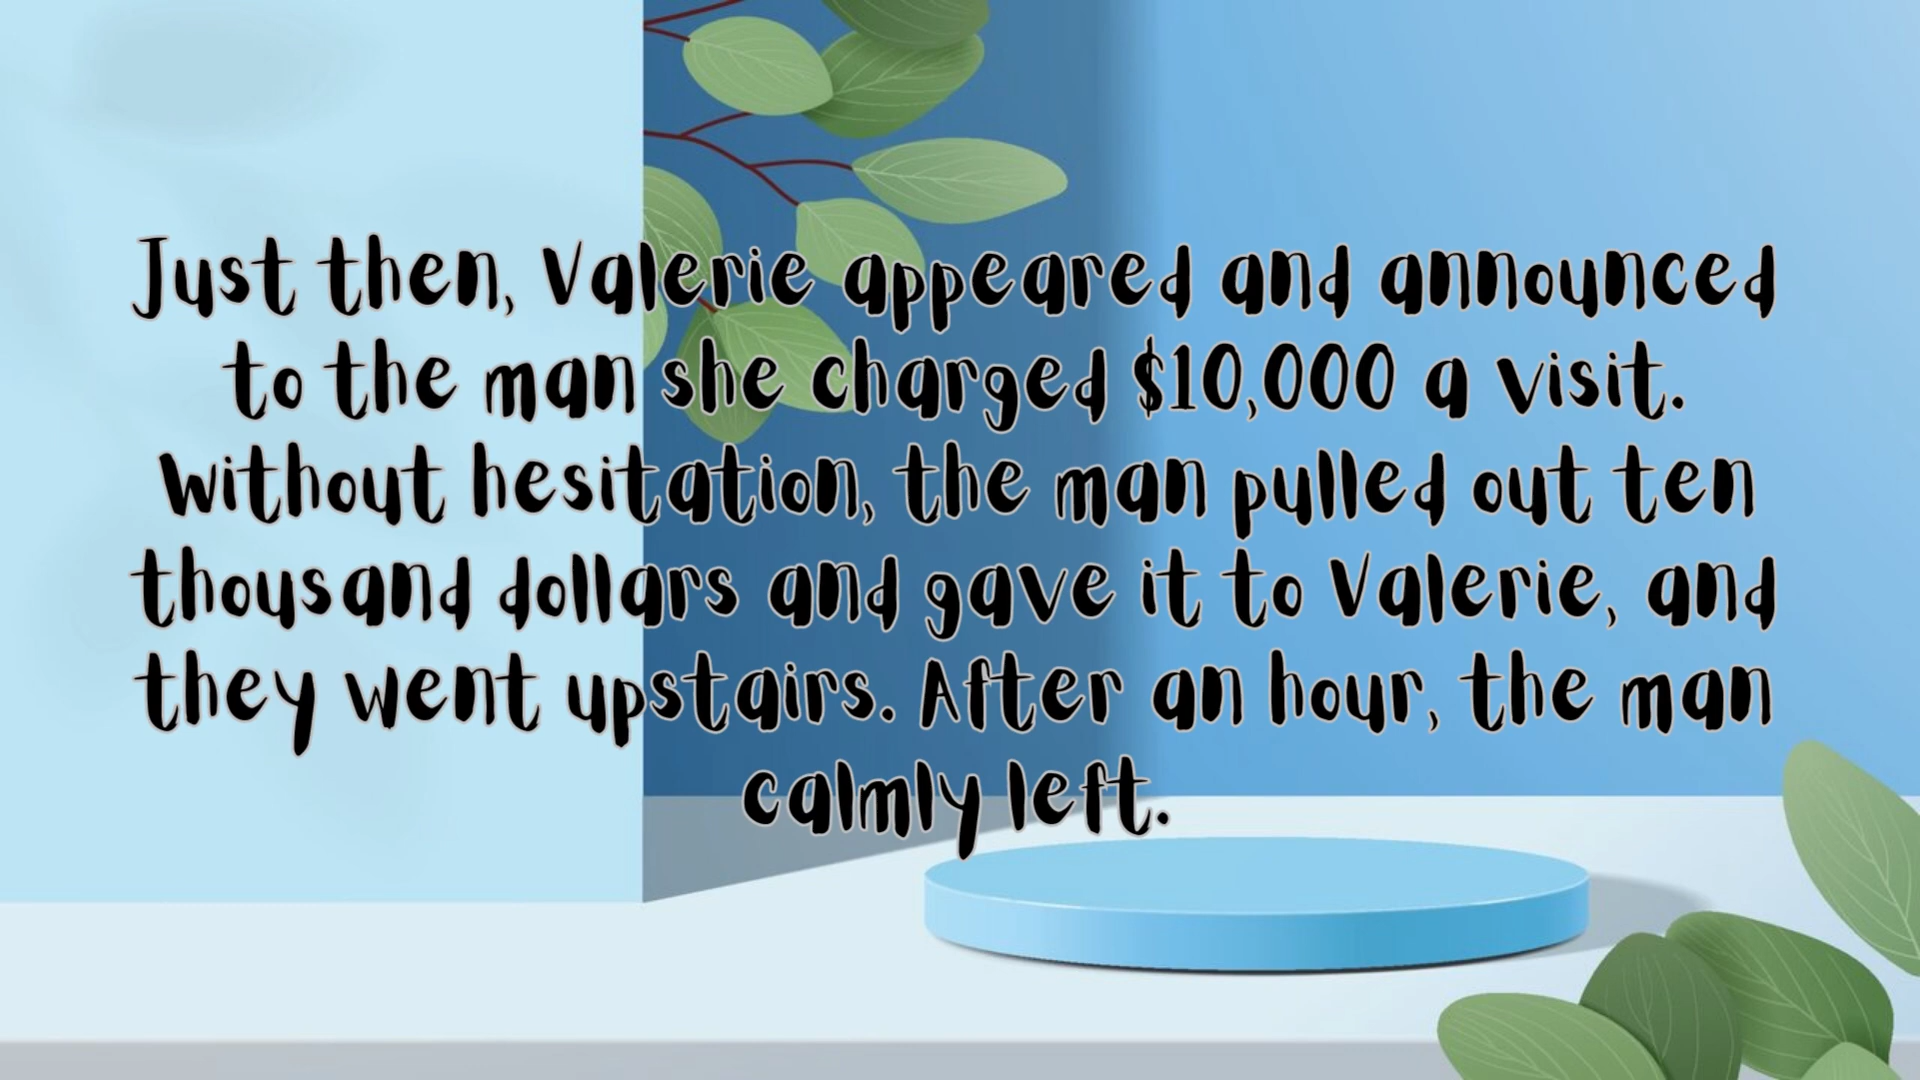 Just then, Valerie appeared and announced
to the man she charged $10,000 a visit.
Without hesitation, the man pulled out ten
thousand dollars and gave it to Valerie, and
they went upstairs. After an hour, the man
calmly left.